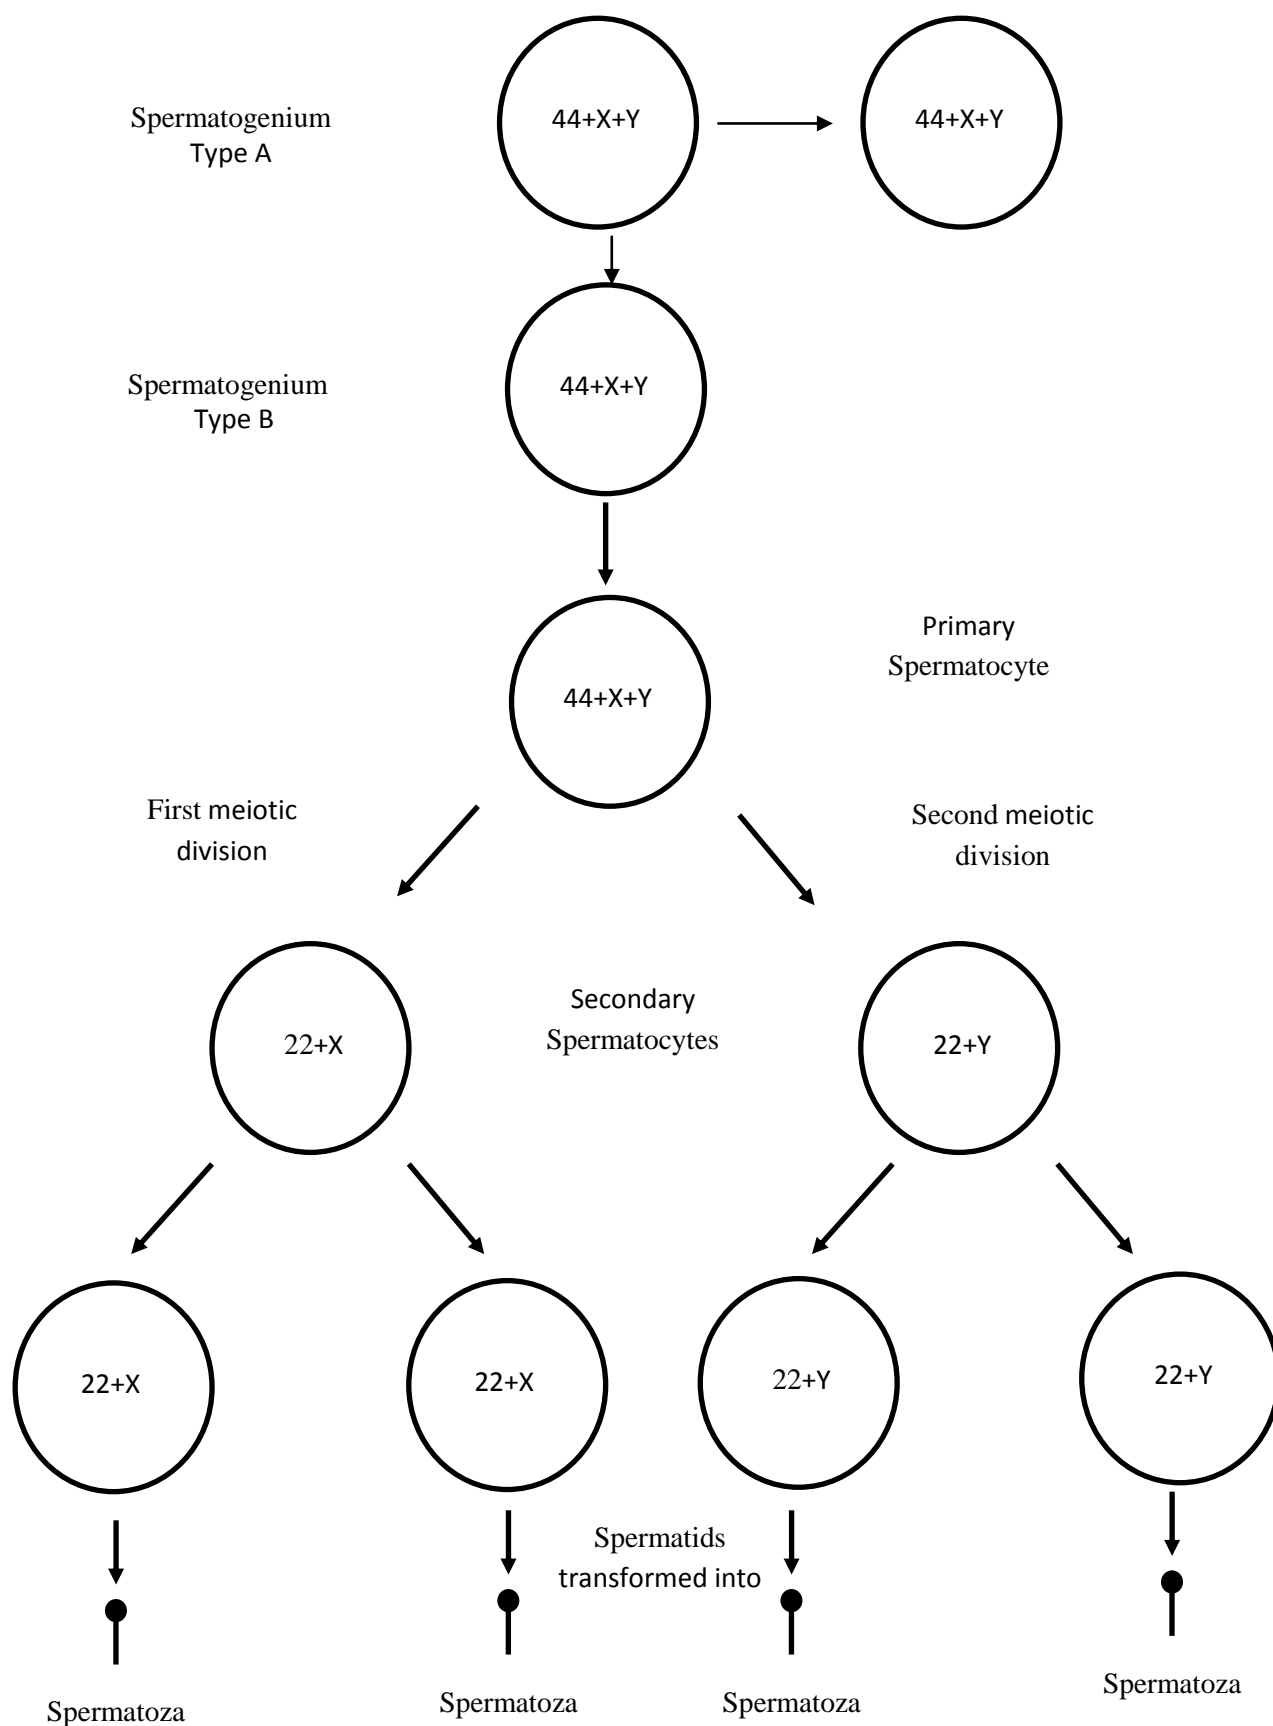 Spermatogenium
Type A
44+X+Y
44+X+Y
Spermatogenium
Type B
44+X+Y
44+X+Y
Primary
Spermatocyte
First meiotic
division
Second meiotic
division
22+X
Secondary
Spermatocytes
22+Y
22+X
22+X
22+Y
22+Y
Spermatids
transformed into
Spermatoza
Spermatoza
Spermatoza
Spermatoza